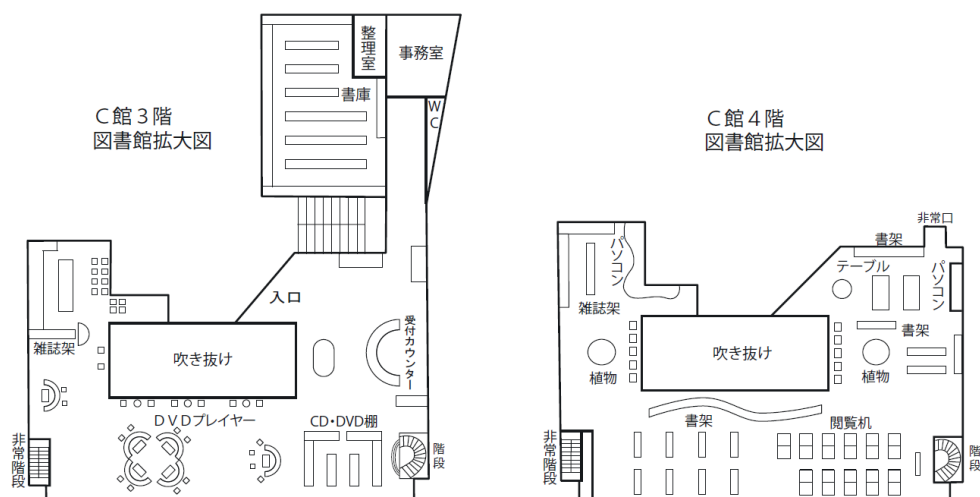 整理室
事務室
書庫
WC
C館3階
図書館拡大図
入口
受付カウンター
雑誌架
吹き抜け
DVDプレイヤー
CD・DVD棚
非常階段
階段
C館4階
図書館拡大図
非常口
書架
パソコン
テーブル
パソコン
雑誌架
書架
吹き抜け
植物
植物
書架
閲覧机
非常階段
階段